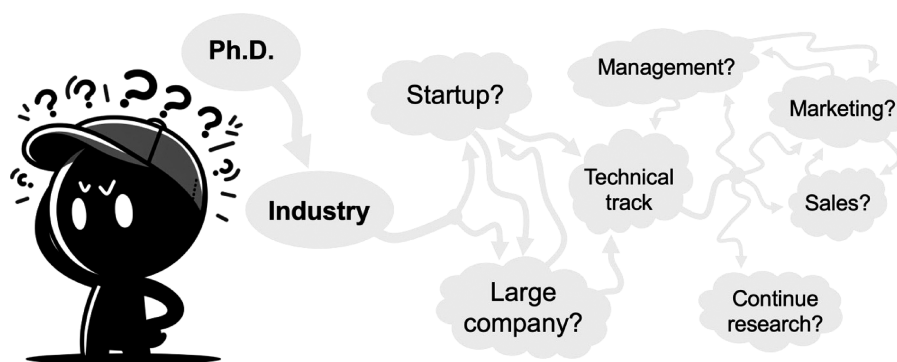 Ph.D.
Industry
Startup?
Large
company?
Technical
track
Management?
Marketing?
Sales?
Continue
research?